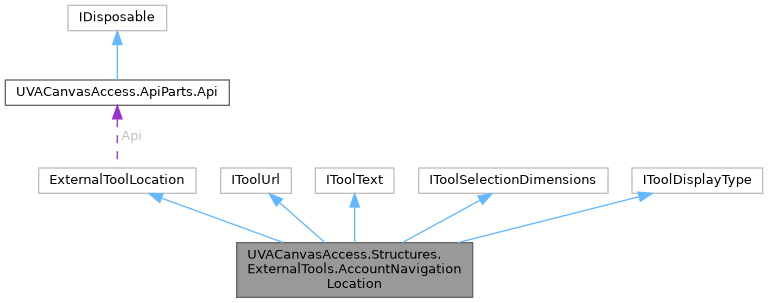 IDisposable
UVACanvasAccess.ApiParts.Api
Api
ExternalToolLocation
IToolUrl
IToolText
IToolSelectionDimensions
IToolDisplayType
UVACanvasAccess.Structures.
ExternalTools.AccountNavigation
Location